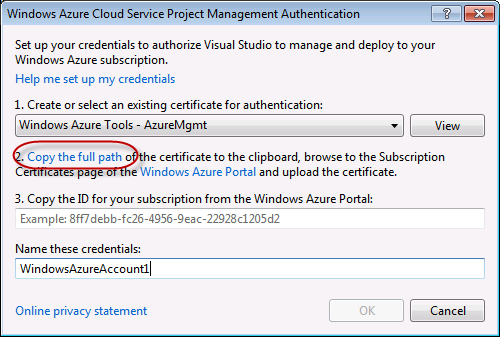 Windows Azure Cloud Service Project Management Authentication
Set up your credentials to authorize Visual Studio to manage and deploy to your
Windows Azure subscription.
Help me set up my credentials
1. Create or select an existing certificate for authentication:
Windows Azure Tools - AzureMgmt
View
2. Copy the full path of the certificate to the clipboard, browse to the Subscription
Certificates page of the Windows Azure Portal and upload the certificate.
3. Copy the ID for your subscription from the Windows Azure Portal:
Example: 8ff7debb-fc26-4956-9eac-22928c1205d2
Name these credentials:
WindowsAzureAccount1
Online privacy statement
OK
Cancel